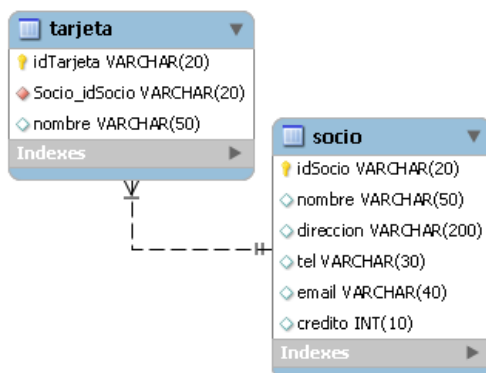 tarjeta
idTarjeta VARCHAR(20)
Socio_idSocio VARCHAR(20)
nombre VARCHAR(50)
Indexes
socio
idSocio VARCHAR(20)
nombre VARCHAR(50)
direccion VARCHAR(200)
tel VARCHAR(30)
email VARCHAR(40)
credito INT(10)
Indexes